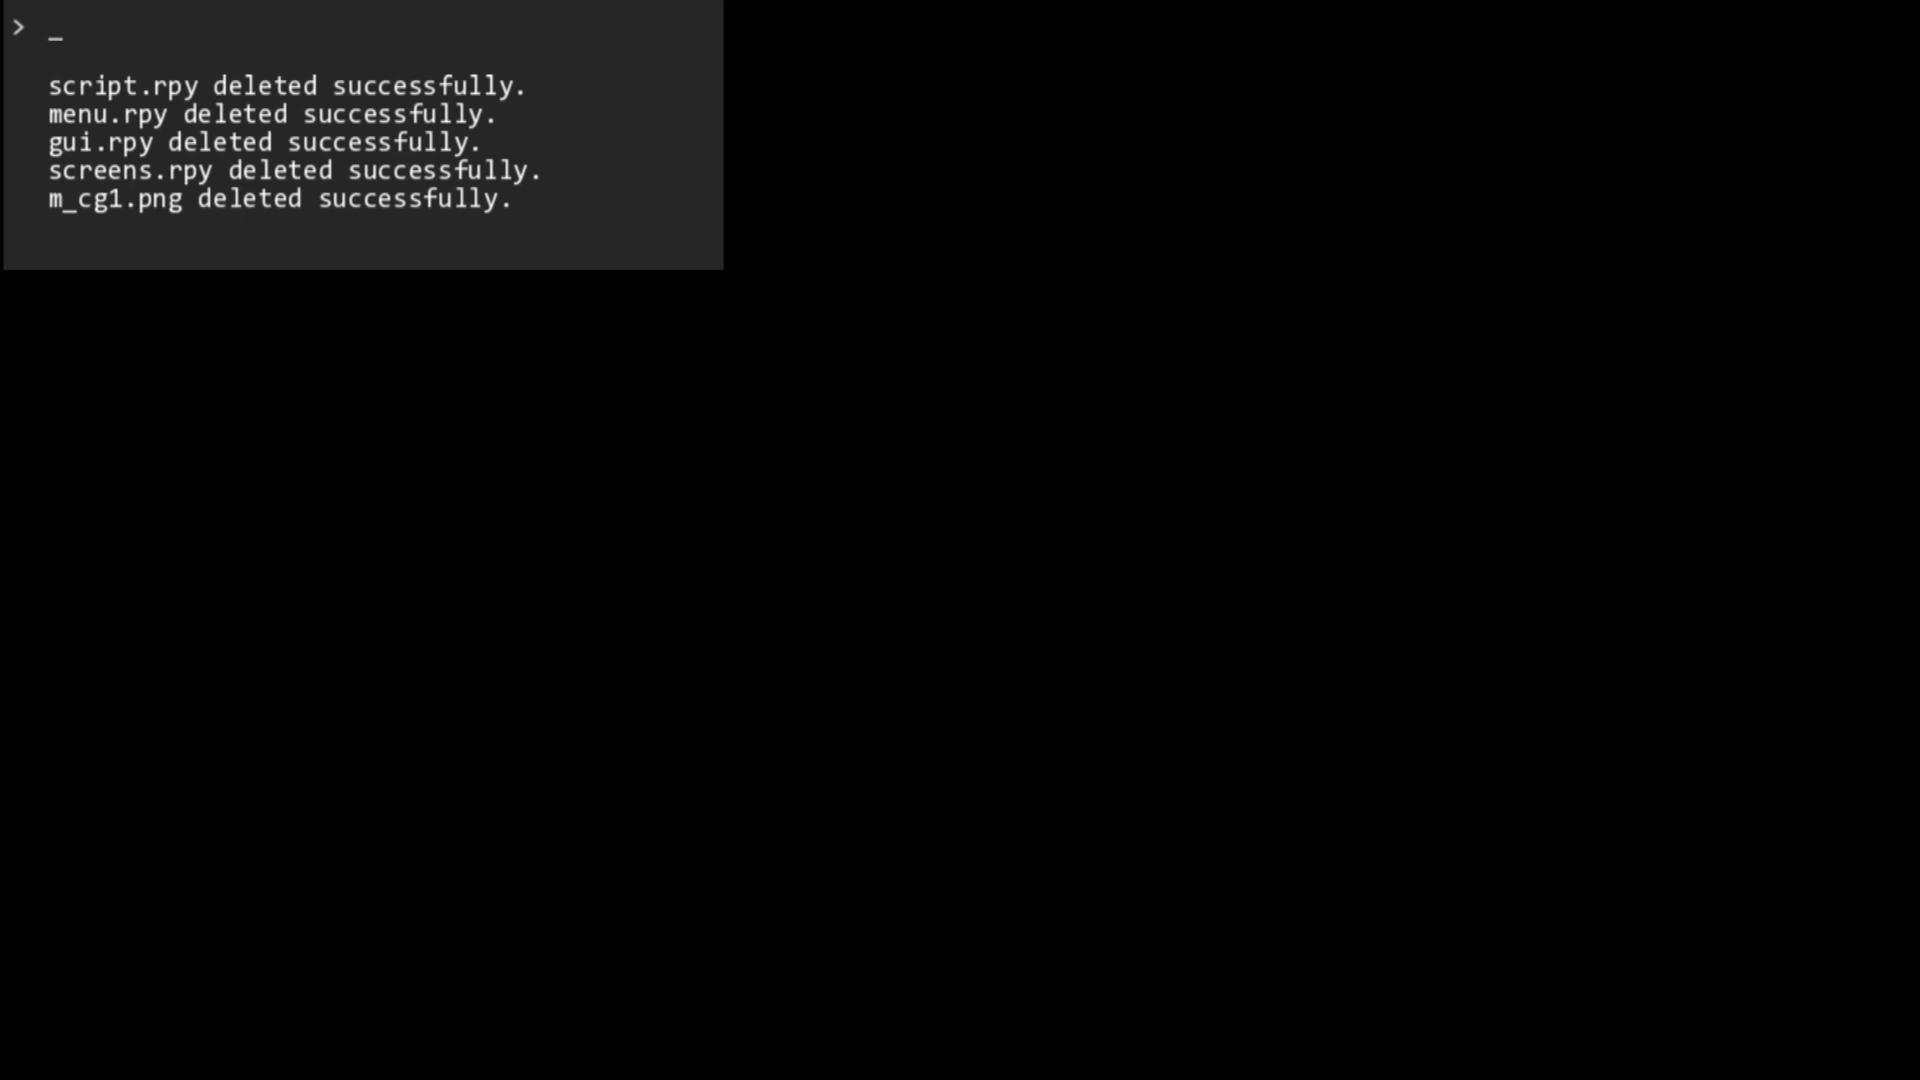 > _
script.rpy deleted successfully.
menu.rpy deleted successfully.
gui.rpy deleted successfully.
screens.rpy deleted successfully.
m_cg1.png deleted successfully.